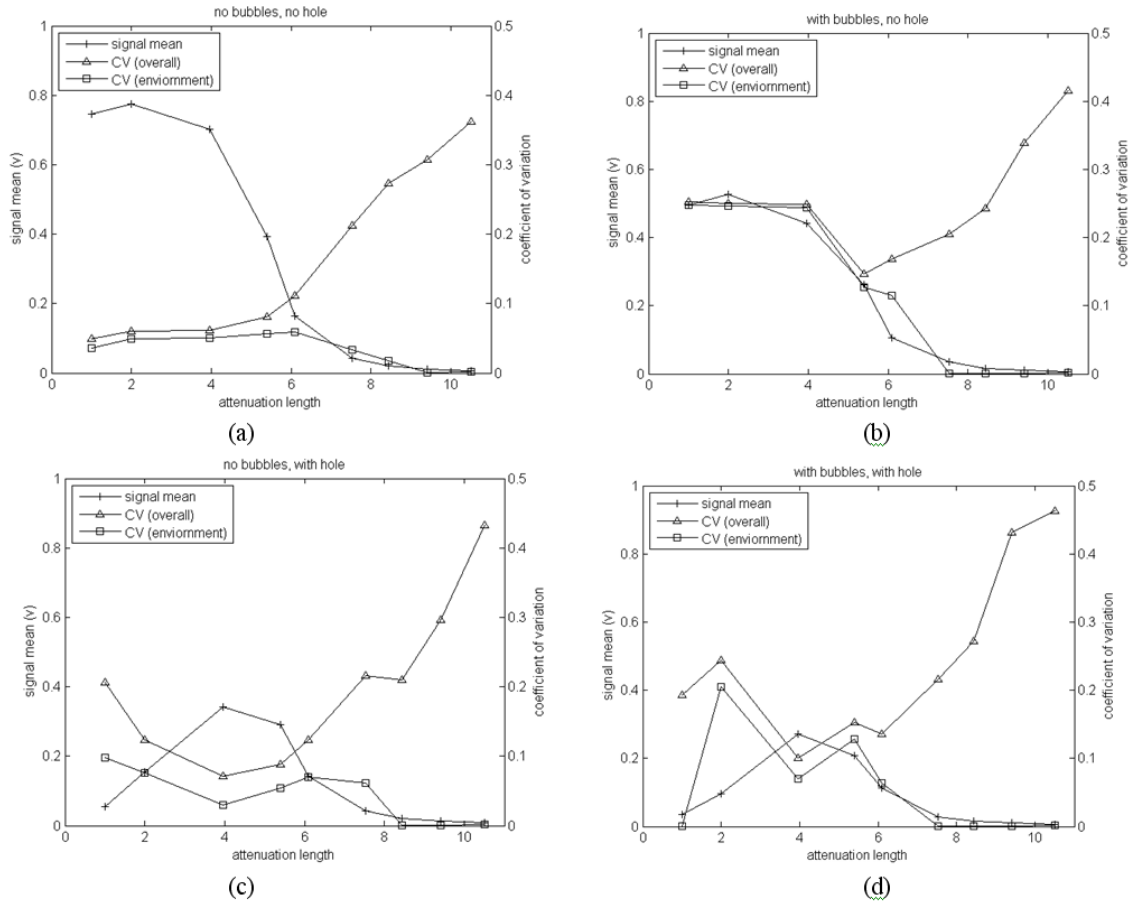 no bubbles, no hole
signal mean
CV (overall)
CV (enviornment)
1
0.8
0.6
0.4
0.2
0
0.5
0.4
0.3
0.2
0.1
0
0 2 4 6 8 10
signal mean (v)
coefficient of variation
attenuation length
(a)
with bubbles, no hole
signal mean
CV (overall)
CV (enviornment)
1
0.8
0.6
0.4
0.2
0
0.5
0.4
0.3
0.2
0.1
0
0 2 4 6 8 10
signal mean (v)
coefficient of variation
attenuation length
(b)
no bubbles, with hole
signal mean
CV (overall)
CV (enviornment)
1
0.8
0.6
0.4
0.2
0
0.5
0.4
0.3
0.2
0.1
0
0 2 4 6 8 10
signal mean (v)
coefficient of variation
attenuation length
(c)
with bubbles, with hole
signal mean
CV (overall)
CV (enviornment)
1
0.8
0.6
0.4
0.2
0
0.5
0.4
0.3
0.2
0.1
0
0 2 4 6 8 10
signal mean (v)
coefficient of variation
attenuation length
(d)